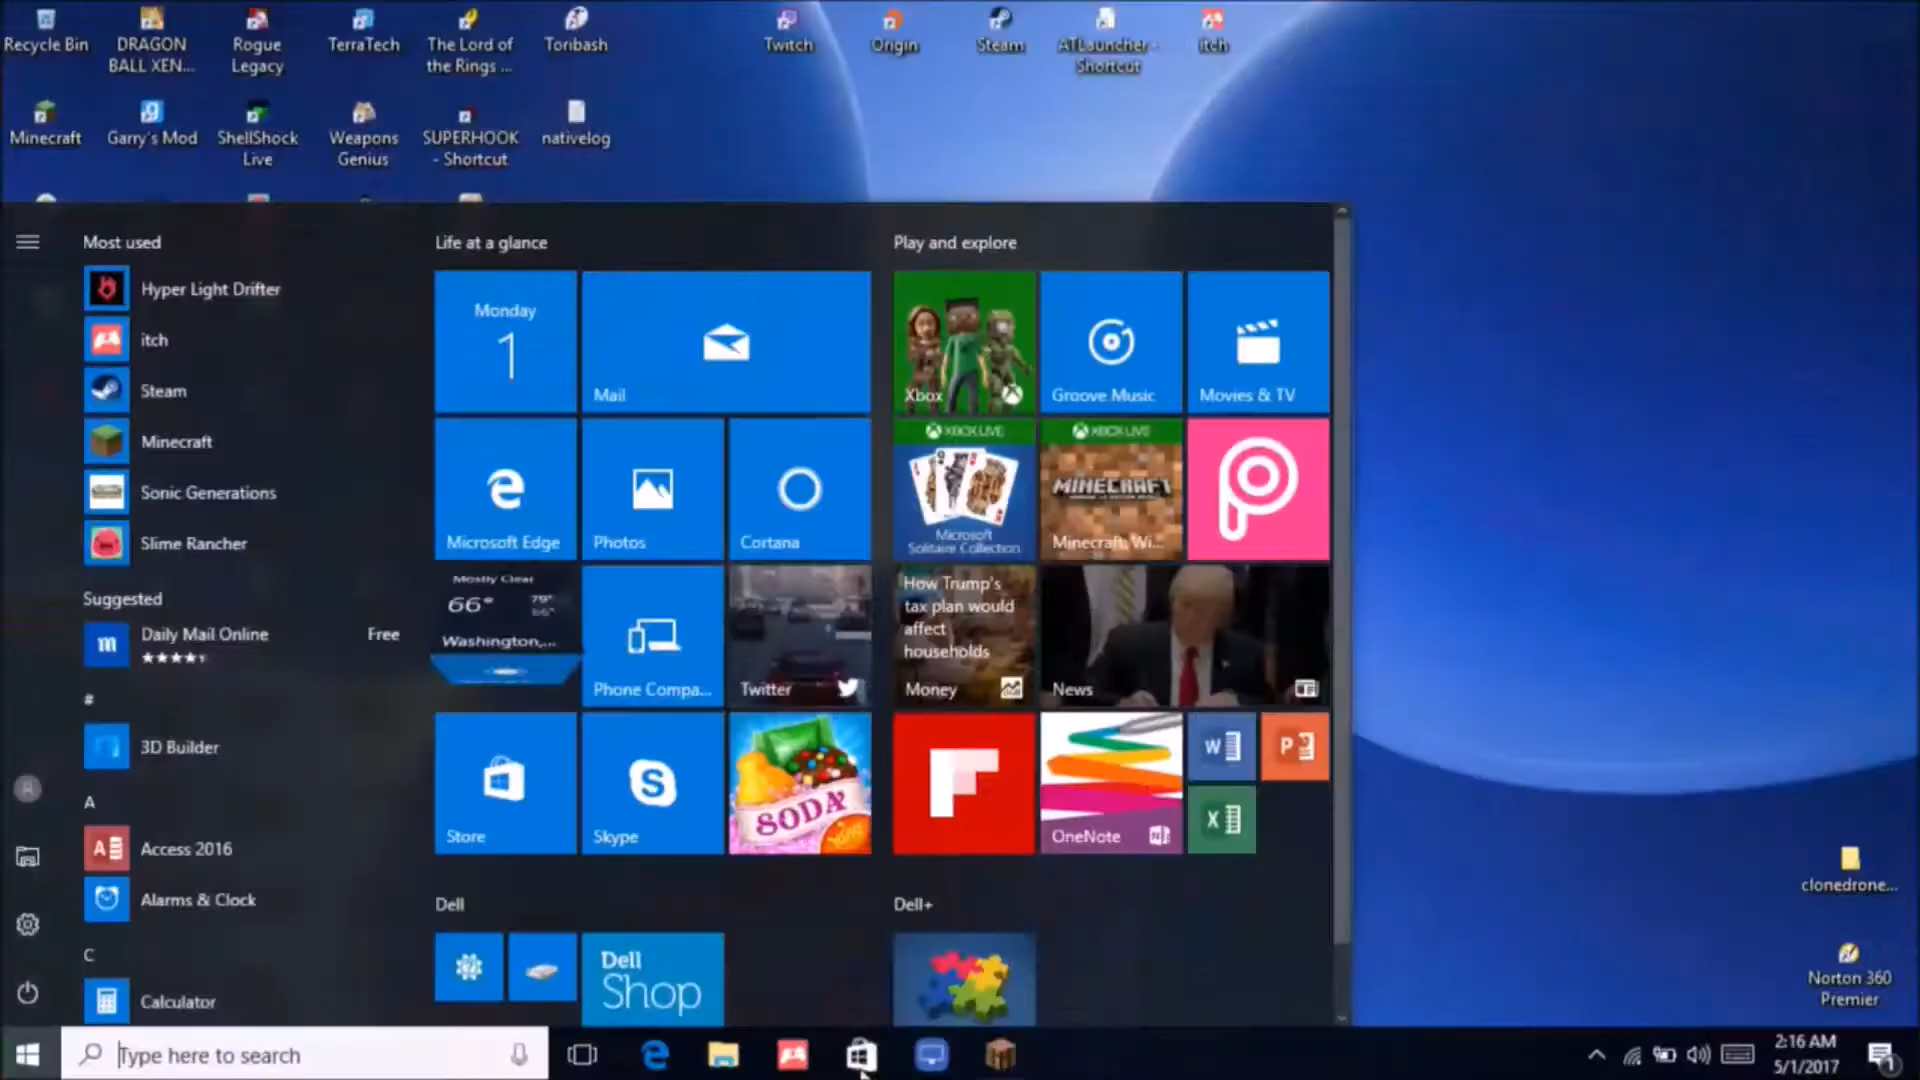 Recycle Bin
DRAGON
BALL XEN...
Rogue
Legacy
TerraTech
The Lord of
the Rings ...
Toribash
Twitch
Origin
Steam
ATLauncher -
Shortcut
itch
Minecraft
Garry's Mod
ShellShock
Live
Weapons
Genius
SUPERHOOK
- Shortcut
nativelog
Most used
Hyper Light Drifter
itch
Steam
Minecraft
Sonic Generations
Slime Rancher
Suggested
Daily Mail Online
Free
#
3D Builder
A
Access 2016
Alarms & Clock
C
Calculator
Life at a glance
Monday
1
Mail
Microsoft Edge
Photos
Cortana
Mostly Clear
66°
79°
66°
Washington,...
Phone Compa...
Twitter
Store
Skype
SODA
Play and explore
Xbox
Groove Music
Movies & TV
XBOX LIVE
Microsoft
Solitaire Collection
XBOX LIVE
MINECRAFT
Minecraft: Wi...
How Trump's
tax plan would
affect
households
Money
News
OneNote
Dell
Dell
Shop
Dell+
clonedrone...
Norton 360
Premier
Type here to search
2:16 AM
5/1/2017
1